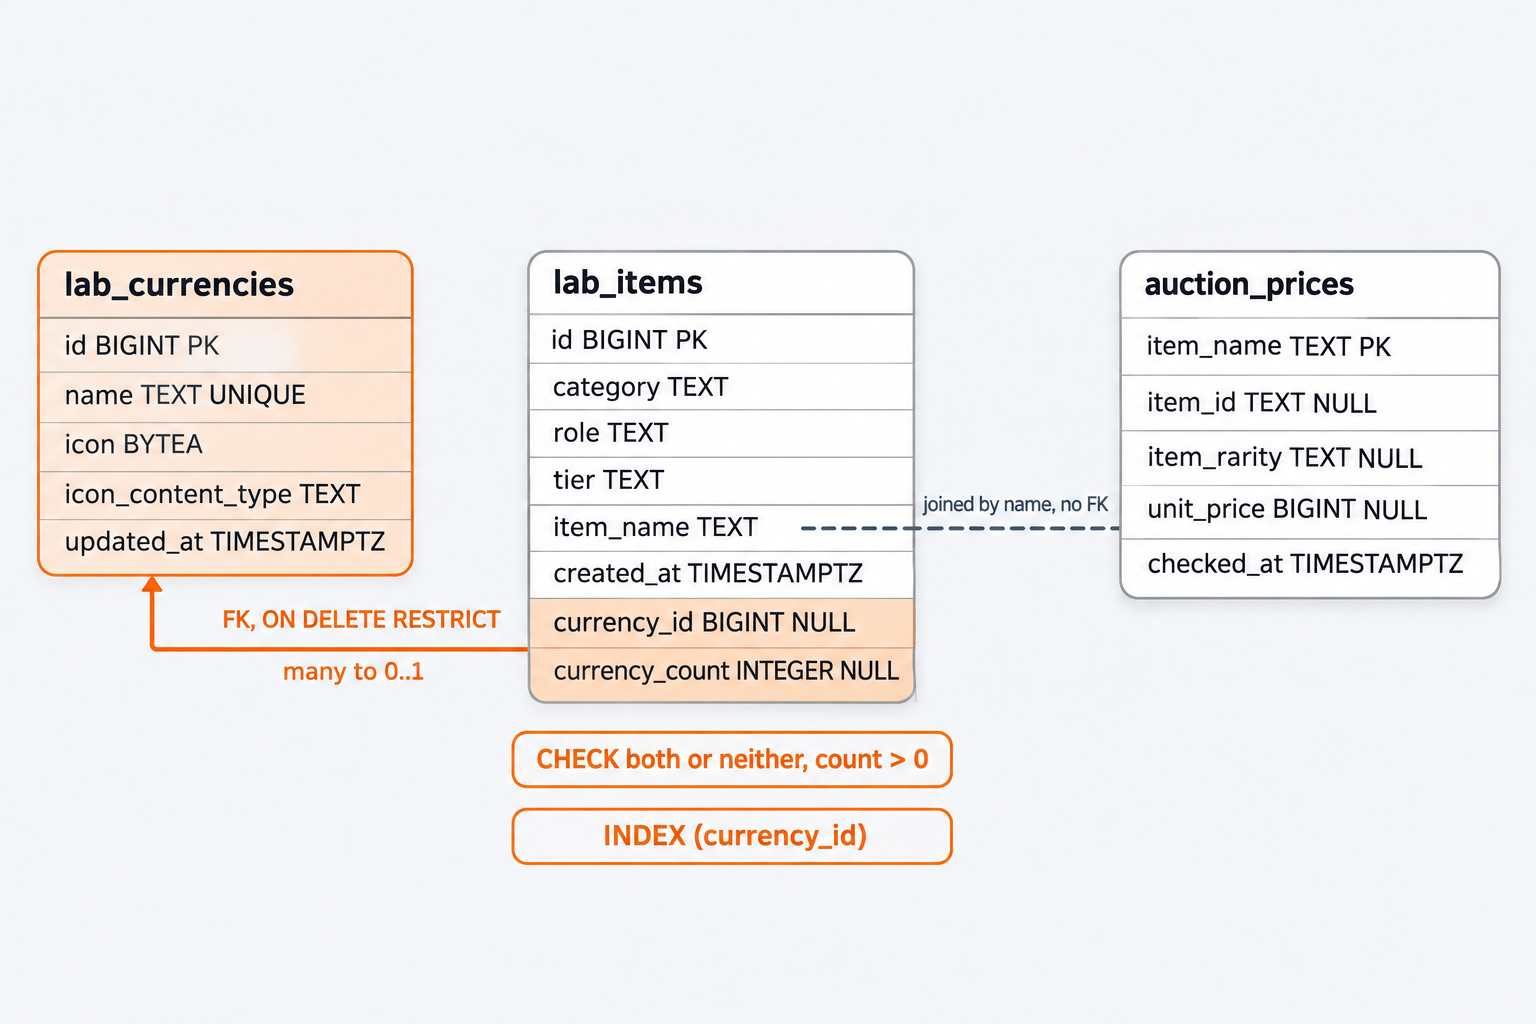 lab_currencies
id BIGINT PK
name TEXT UNIQUE
icon BYTEA
icon_content_type TEXT
updated_at TIMESTAMPTZ
FK, ON DELETE RESTRICT
many to 0..1
lab_items
id BIGINT PK
category TEXT
role TEXT
tier TEXT
item_name TEXT
created_at TIMESTAMPTZ
currency_id BIGINT NULL
currency_count INTEGER NULL
CHECK both or neither, count > 0
INDEX (currency_id)
joined by name, no FK
auction_prices
item_name TEXT PK
item_id TEXT NULL
item_rarity TEXT NULL
unit_price BIGINT NULL
checked_at TIMESTAMPTZ